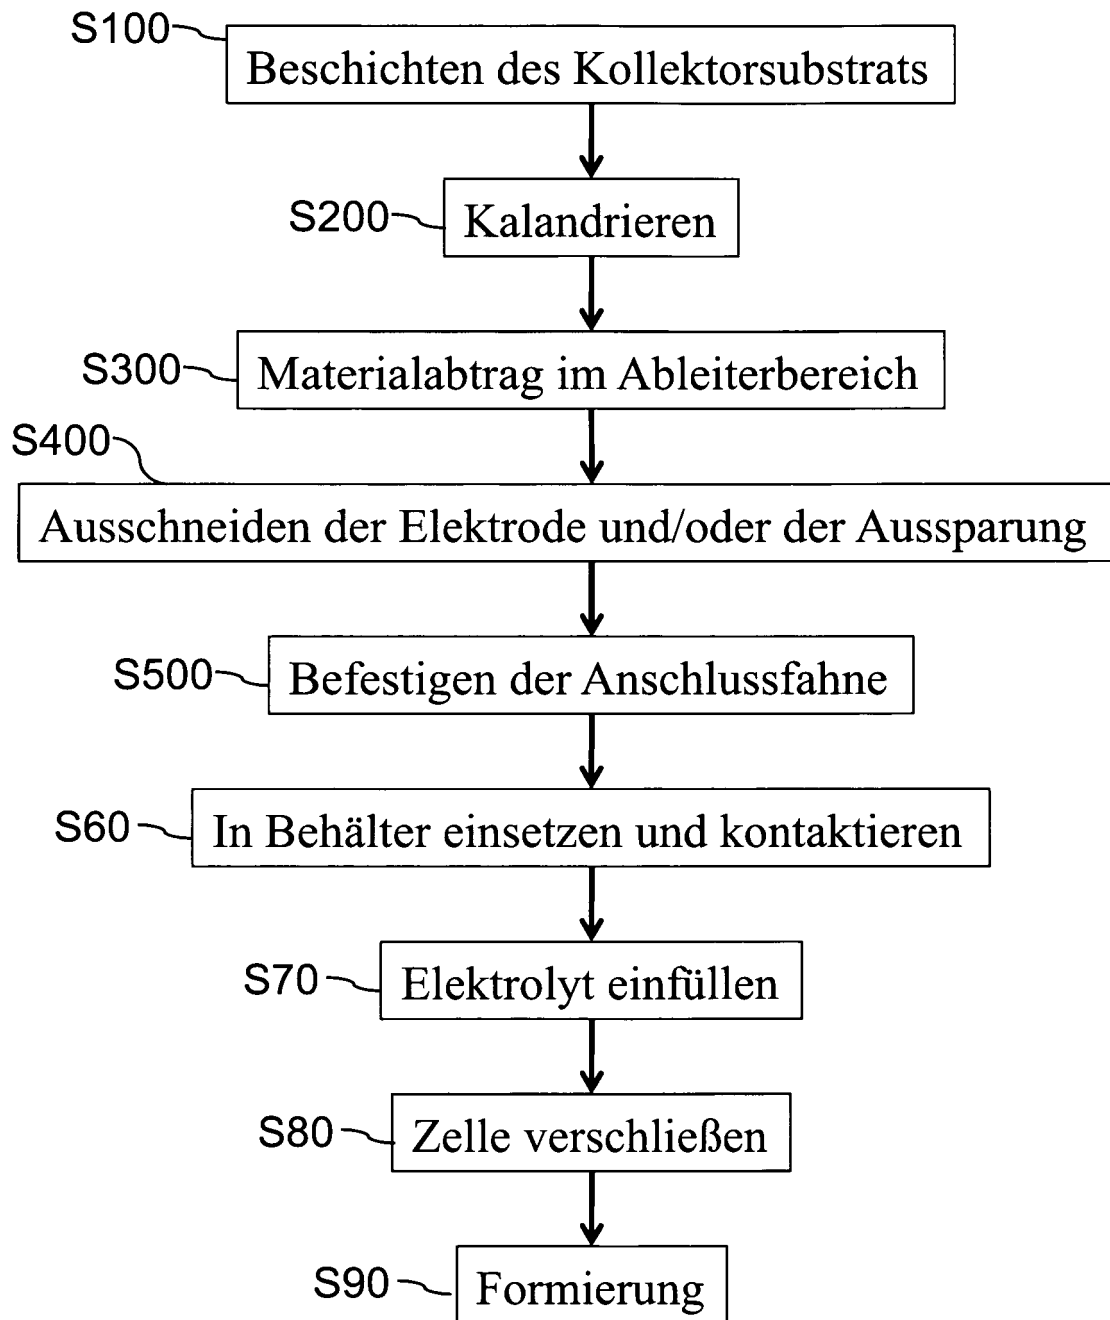 S100
Beschichten des Kollektorsubstrats
S200
Kalandrieren
S300
Materialabtrag im Ableiterbereich
S400
Ausschneiden der Elektrode und/oder der Aussparung
S500
Befestigen der Anschlussfahne
S60
In Behälter einsetzen und kontaktieren
S70
Elektrolyt einfüllen
S80
Zelle verschließen
S90
Formierung